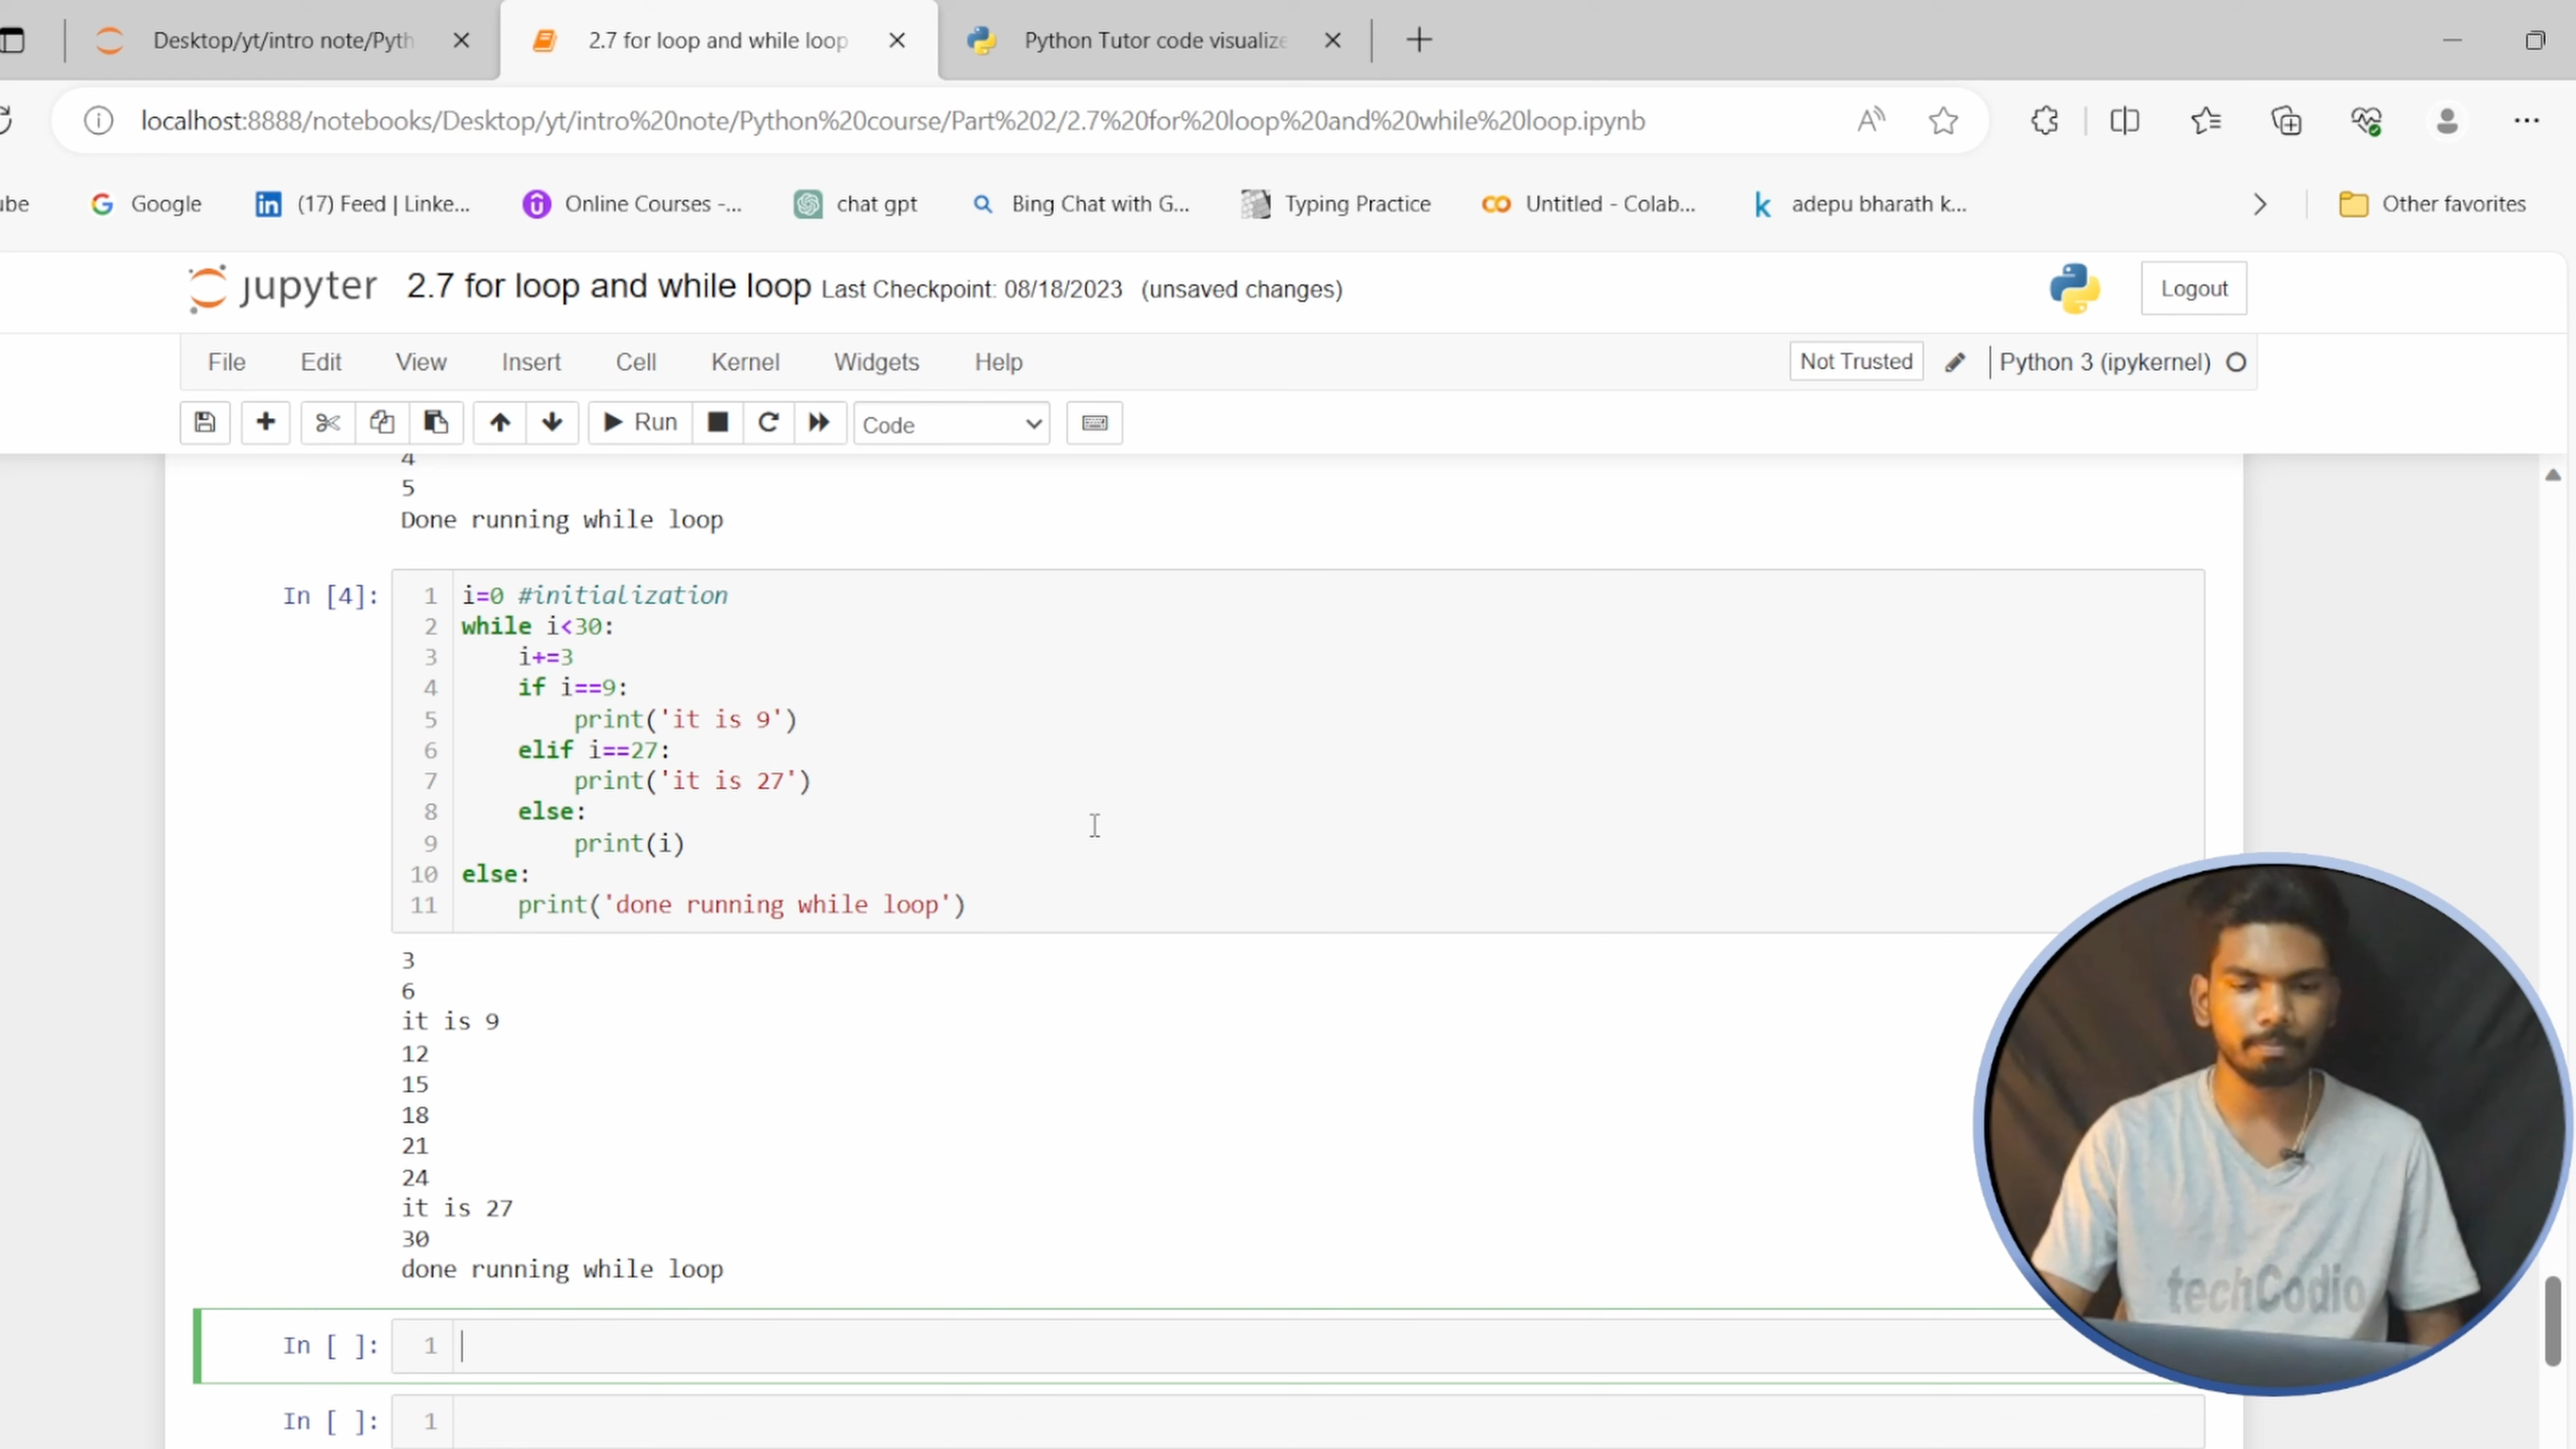 Desktop/yt/intro note/Pyth
2.7 for loop and while loop
Python Tutor code visualize
localhost:8888/notebooks/Desktop/yt/intro%20note/Python%20course/Part%202/2.7%20for%20loop%20and%20while%20loop.ipynb
ube
Google
(17) Feed | Linke...
Online Courses -...
chat gpt
Bing Chat with G...
Typing Practice
Untitled - Colab...
adepu bharath k...
Other favorites
jupyter 2.7 for loop and while loop Last Checkpoint: 08/18/2023 (unsaved changes)
Logout
File Edit View Insert Cell Kernel Widgets Help
Not Trusted
Python 3 (ipykernel)
Run
Code
4
5
Done running while loop
In [4]:
1 i=0 #initialization
2 while i<30:
3     i+=3
4     if i==9:
5         print('it is 9')
6     elif i==27:
7         print('it is 27')
8     else:
9         print(i)
10 else:
11     print('done running while loop')
3
6
it is 9
12
15
18
21
24
it is 27
30
done running while loop
In [ ]: 1
In [ ]: 1
techCodio